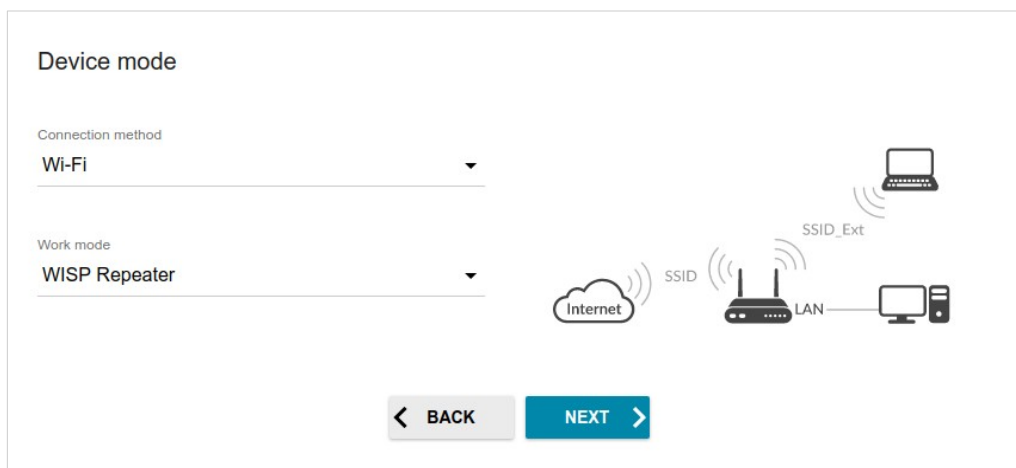 Device mode
Connection method
Wi-Fi
Work mode
WISP Repeater
SSID_Ext
SSID
Internet
LAN
BACK
NEXT